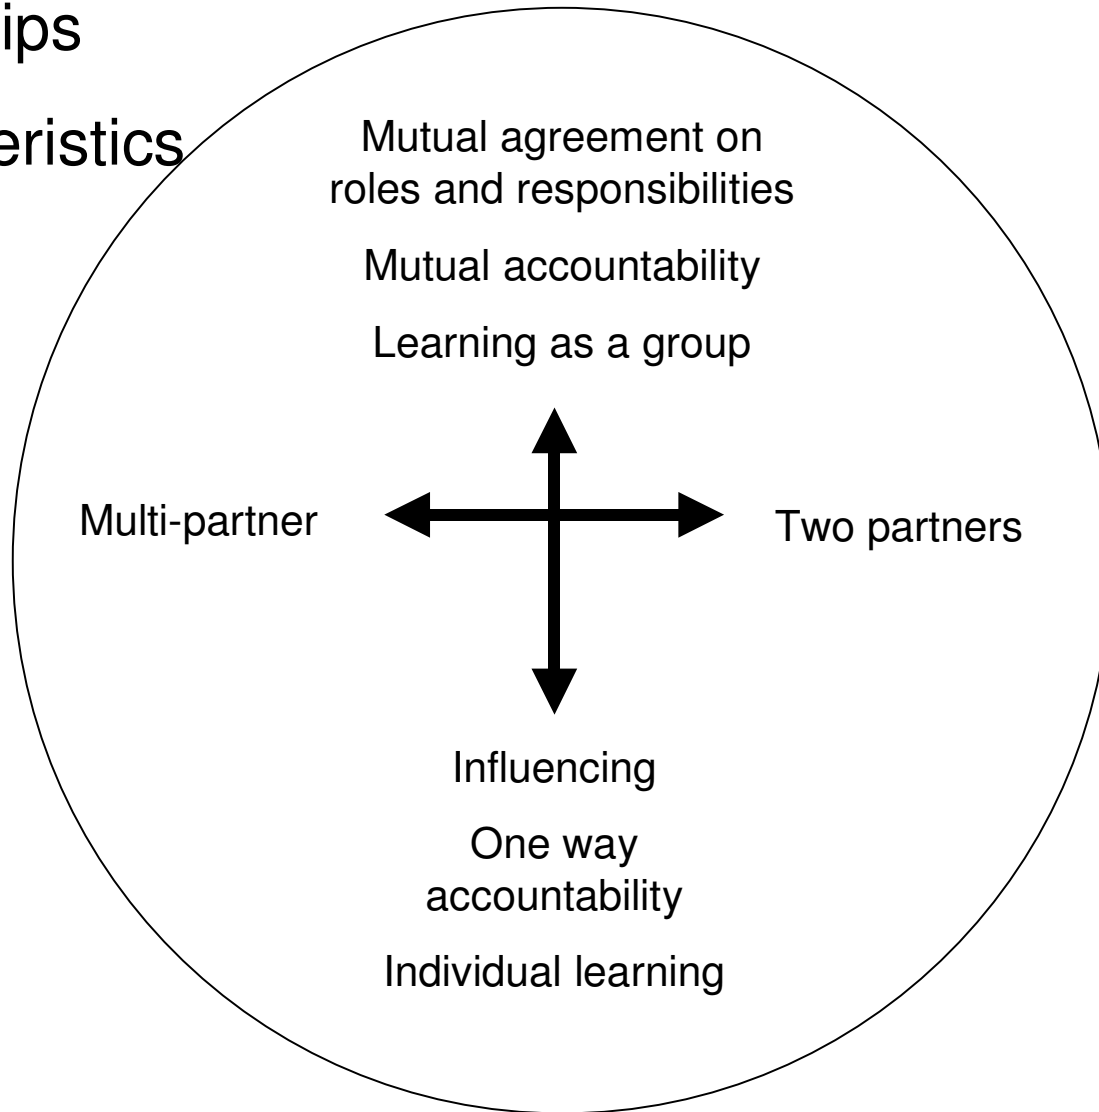 ips
eristics
Mutual agreement on
roles and responsibilities
Mutual accountability
Learning as a group
Multi-partner
Two partners
Influencing
One way
accountability
Individual learning